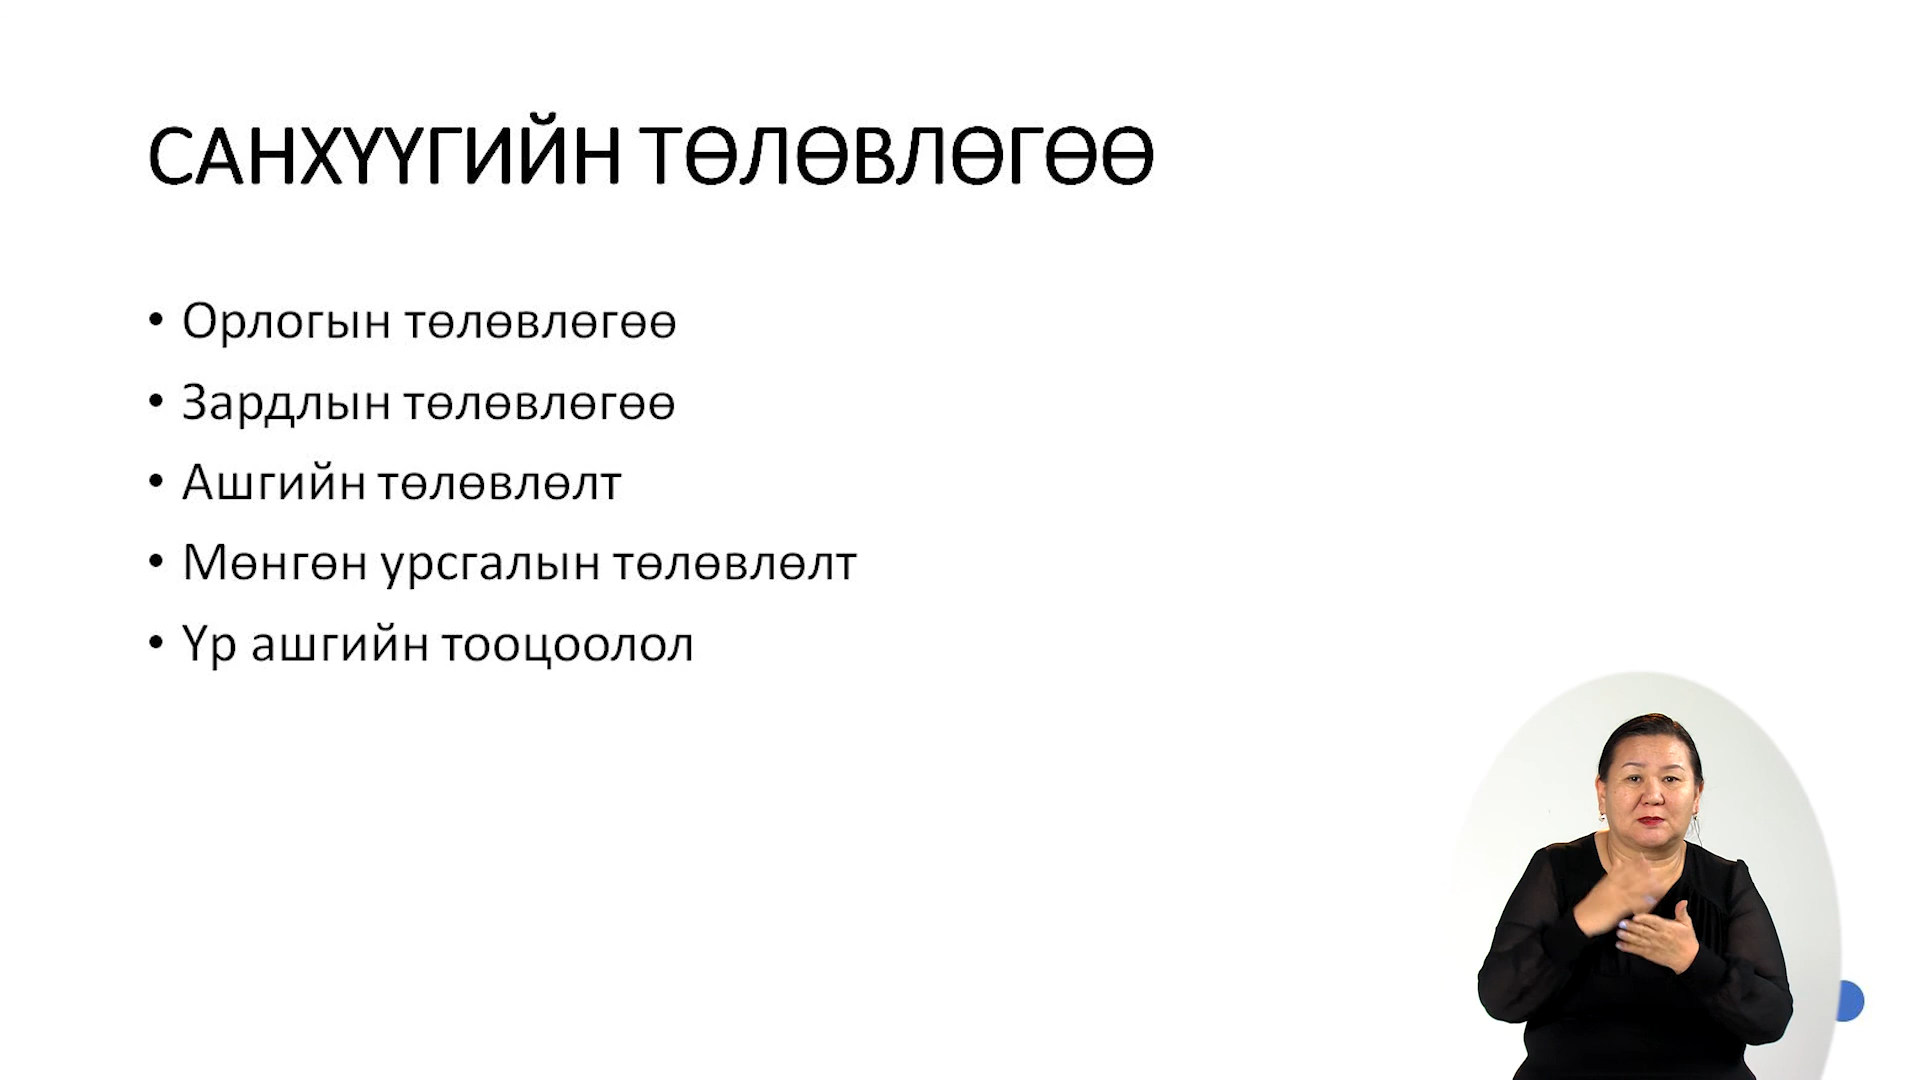 САНХҮҮГИЙН ТӨЛӨВЛӨГӨӨ
• Орлогын төлөвлөгөө
• Зардлын төлөвлөгөө
• Ашгийн төлөвлөлт
• Мөнгөн урсгалын төлөвлөлт
• Үр ашгийн тооцоолол